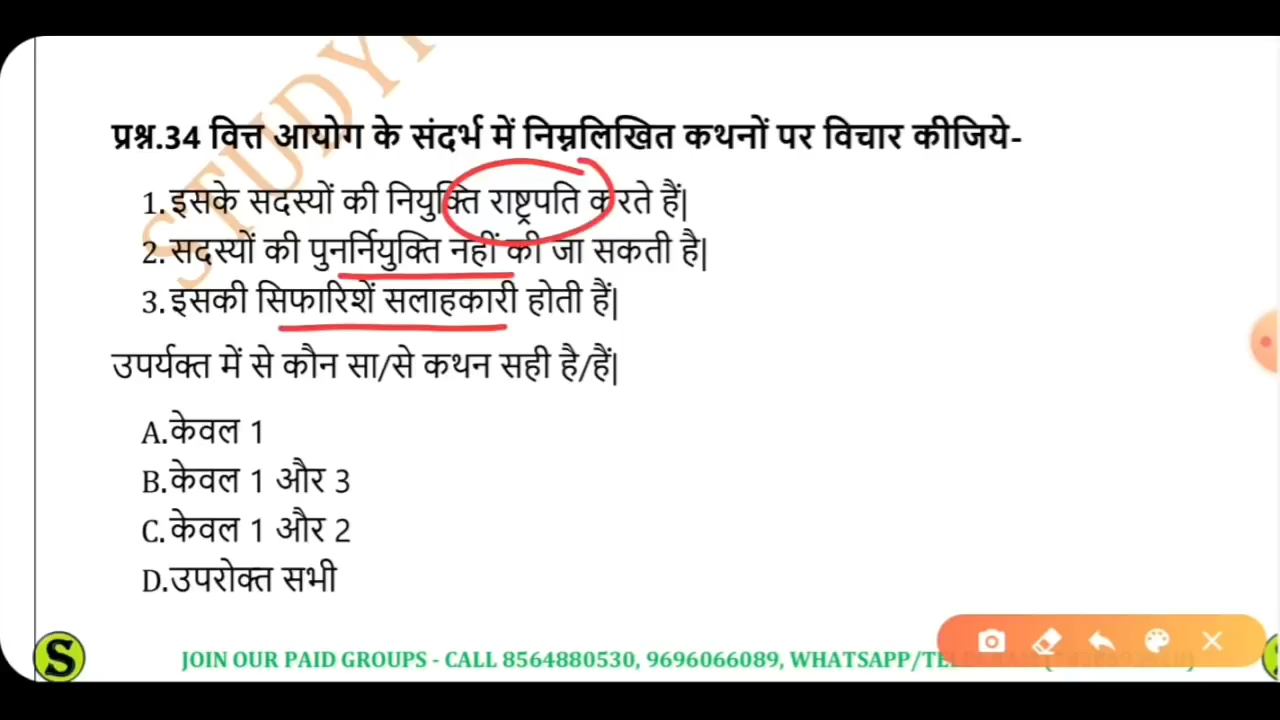 STUDY
प्रश्न.34 वित्त आयोग के संदर्भ में निम्नलिखित कथनों पर विचार कीजिये-
1. इसके सदस्यों की नियुक्ति राष्ट्रपति करते हैं|
2. सदस्यों की पुनर्नियुक्ति नहीं की जा सकती है|
3. इसकी सिफारिशें सलाहकारी होती हैं|
उपर्यक्त में से कौन सा/से कथन सही है/हैं|
A. केवल 1
B. केवल 1 और 3
C. केवल 1 और 2
D. उपरोक्त सभी
S
JOIN OUR PAID GROUPS - CALL 8564880530, 9696066089, WHATSAPP/